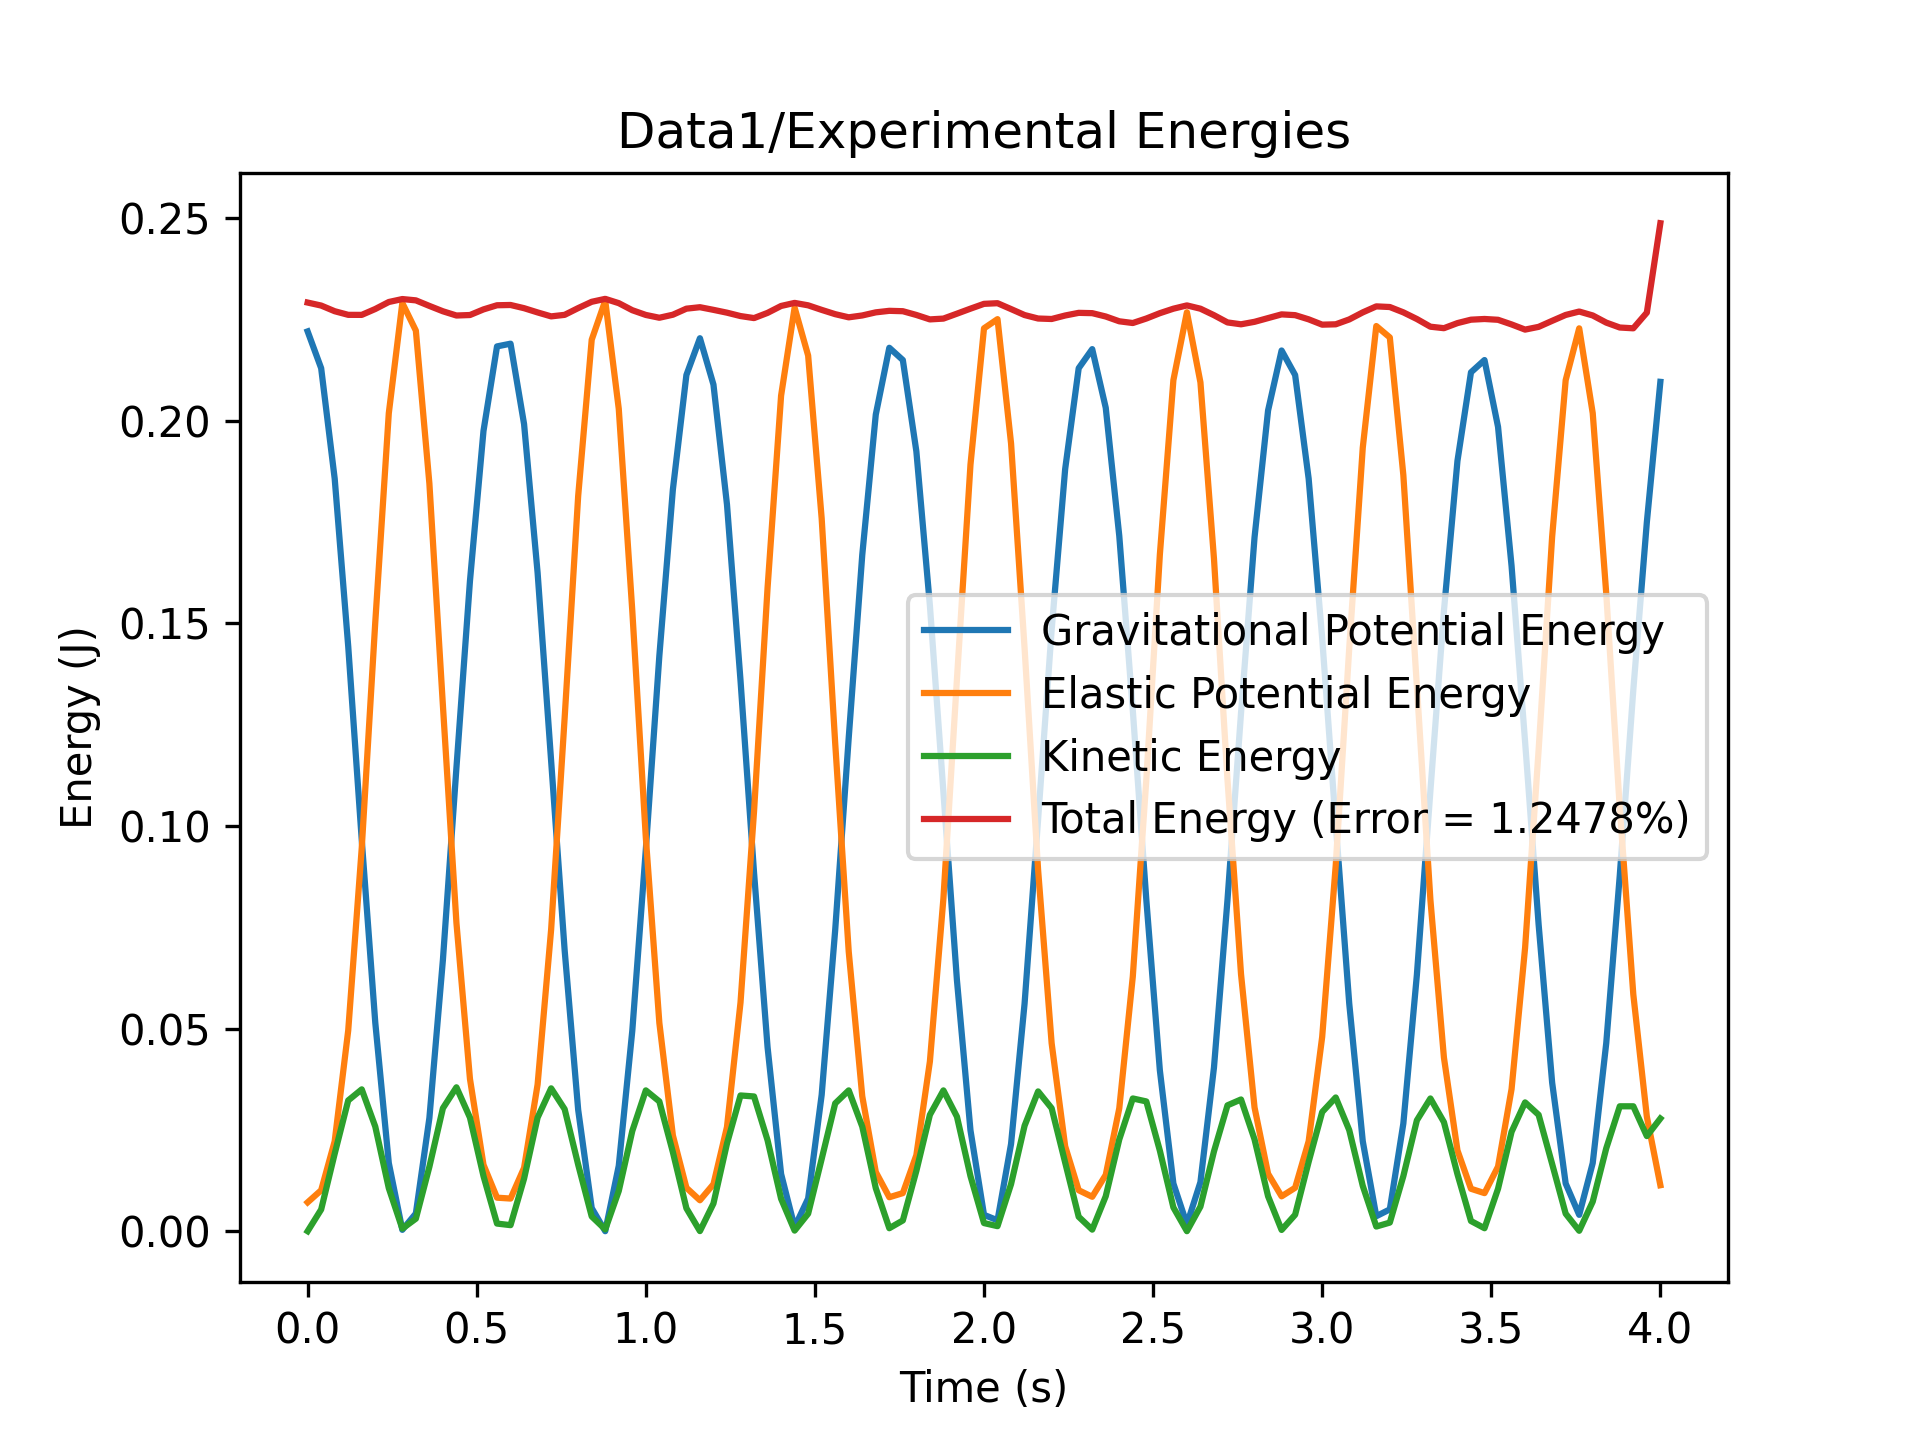 Data1/Experimental Energies
Energy (J)
0.25
0.20
0.15
0.10
0.05
0.00
Gravitational Potential Energy
Elastic Potential Energy
Kinetic Energy
Total Energy (Error = 1.2478%)
0.0 0.5 1.0 1.5 2.0 2.5 3.0 3.5 4.0
Time (s)